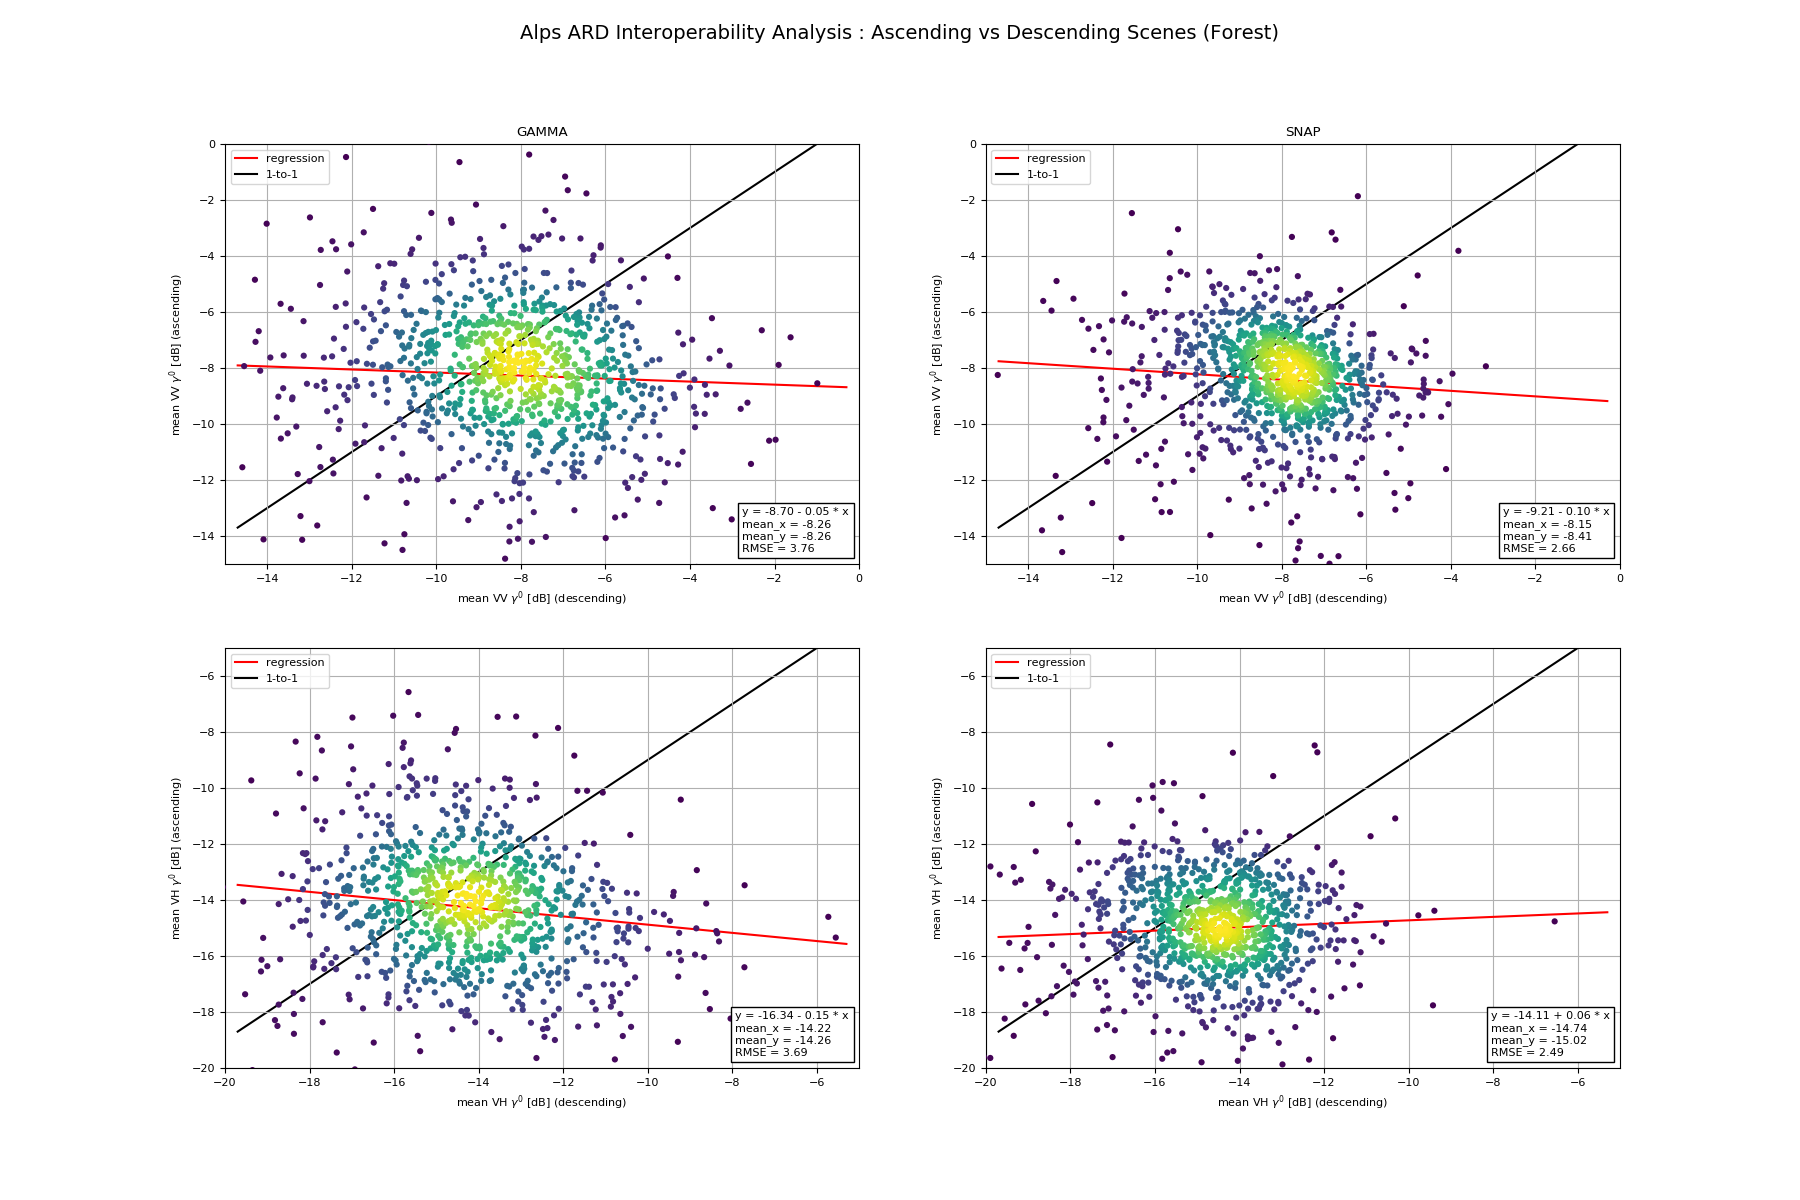 Alps ARD Interoperability Analysis : Ascending vs Descending Scenes (Forest)
GAMMA
regression
1-to-1
0
−2
−4
−6
−8
−10
−12
−14
mean VV γ⁰ [dB] (ascending)
y = -8.70 - 0.05 * x
mean_x = -8.26
mean_y = -8.26
RMSE = 3.76
−14 −12 −10 −8 −6 −4 −2 0
mean VV γ⁰ [dB] (descending)
SNAP
regression
1-to-1
0
−2
−4
−6
−8
−10
−12
−14
mean VV γ⁰ [dB] (ascending)
y = -9.21 - 0.10 * x
mean_x = -8.15
mean_y = -8.41
RMSE = 2.66
−14 −12 −10 −8 −6 −4 −2 0
mean VV γ⁰ [dB] (descending)
regression
1-to-1
−6
−8
−10
−12
−14
−16
−18
−20
mean VH γ⁰ [dB] (ascending)
y = -16.34 - 0.15 * x
mean_x = -14.22
mean_y = -14.26
RMSE = 3.69
−20 −18 −16 −14 −12 −10 −8 −6
mean VH γ⁰ [dB] (descending)
regression
1-to-1
−6
−8
−10
−12
−14
−16
−18
−20
mean VH γ⁰ [dB] (ascending)
y = -14.11 + 0.06 * x
mean_x = -14.74
mean_y = -15.02
RMSE = 2.49
−20 −18 −16 −14 −12 −10 −8 −6
mean VH γ⁰ [dB] (descending)